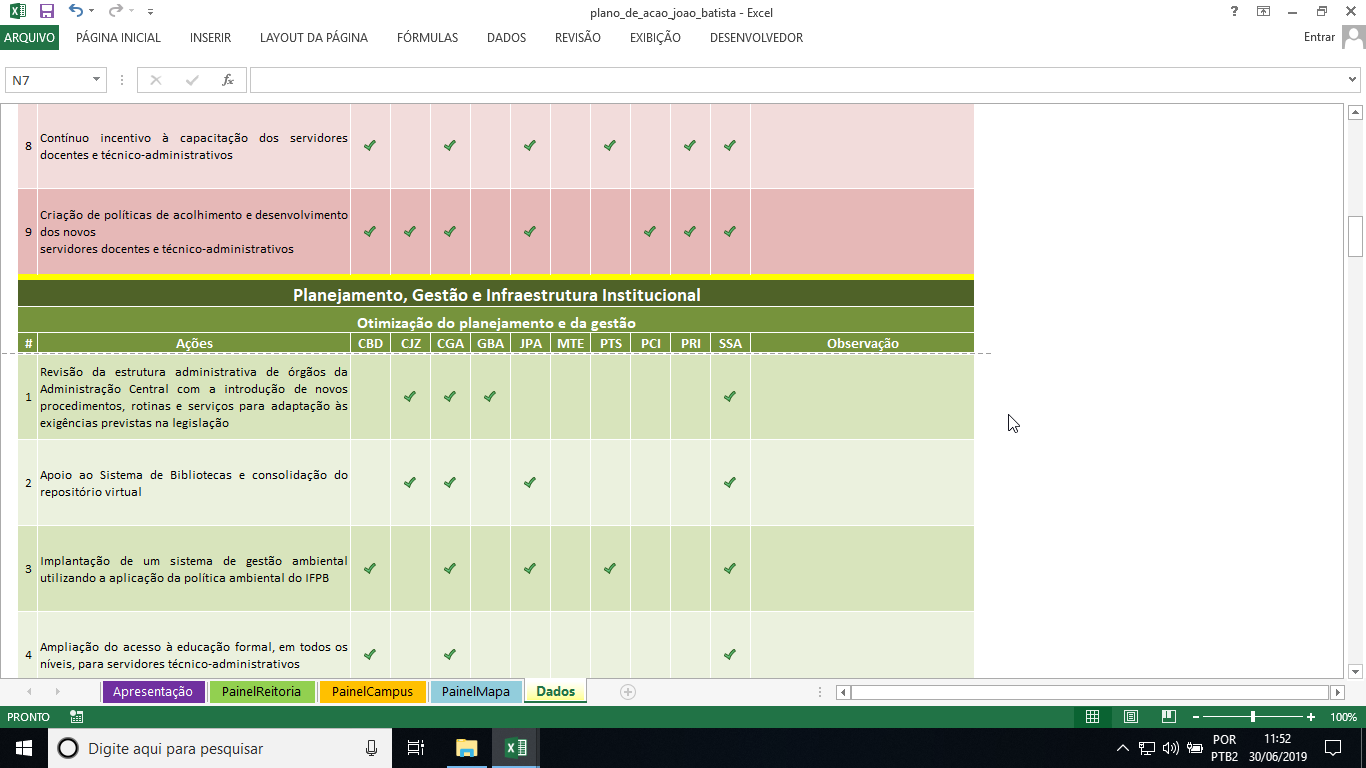 plano_de_acao_joao_batista - Excel
ARQUIVO PÁGINA INICIAL INSERIR LAYOUT DA PÁGINA FÓRMULAS DADOS REVISÃO EXIBIÇÃO DESENVOLVEDOR Entrar
N7 fx
8 Contínuo incentivo à capacitação dos servidores
docentes e técnico-administrativos
9 Criação de políticas de acolhimento e desenvolvimento
dos novos
servidores docentes e técnico-administrativos
Planejamento, Gestão e Infraestrutura Institucional
Otimização do planejamento e da gestão
# Ações CBD CJZ CGA GBA JPA MTE PTS PCI PRI SSA Observação
1 Revisão da estrutura administrativa de órgãos da
Administração Central com a introdução de novos
procedimentos, rotinas e serviços para adaptação às
exigências previstas na legislação
2 Apoio ao Sistema de Bibliotecas e consolidação do
repositório virtual
3 Implantação de um sistema de gestão ambiental
utilizando a aplicação da política ambiental do IFPB
4 Ampliação do acesso à educação formal, em todos os
níveis, para servidores técnico-administrativos
Apresentação PainelReitoria PainelCampus PainelMapa Dados
PRONTO 100%
Digite aqui para pesquisar
POR 11:52
PTB2 30/06/2019